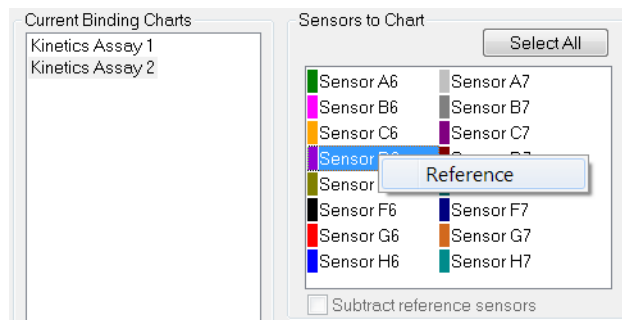 Current Binding Charts
Kinetics Assay 1
Kinetics Assay 2
Sensors to Chart
Select All
Sensor A6 Sensor A7
Sensor B6 Sensor B7
Sensor C6 Sensor C7
Sensor
Reference
Sensor
Sensor F6 Sensor F7
Sensor G6 Sensor G7
Sensor H6 Sensor H7
Subtract reference sensors